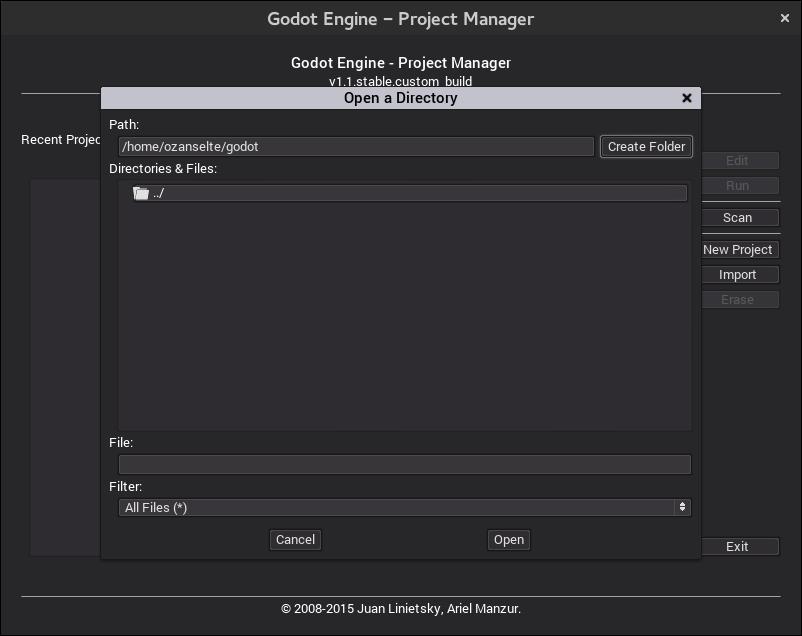 Godot Engine – Project Manager
Godot Engine - Project Manager
v1.1.stable.custom_build
Open a Directory
Path:
/home/ozanselte/godot
Create Folder
Directories & Files:
../
File:
Filter:
All Files (*)
Cancel
Open
Recent Projec
Edit
Run
Scan
New Project
Import
Erase
Exit
© 2008-2015 Juan Linietsky, Ariel Manzur.